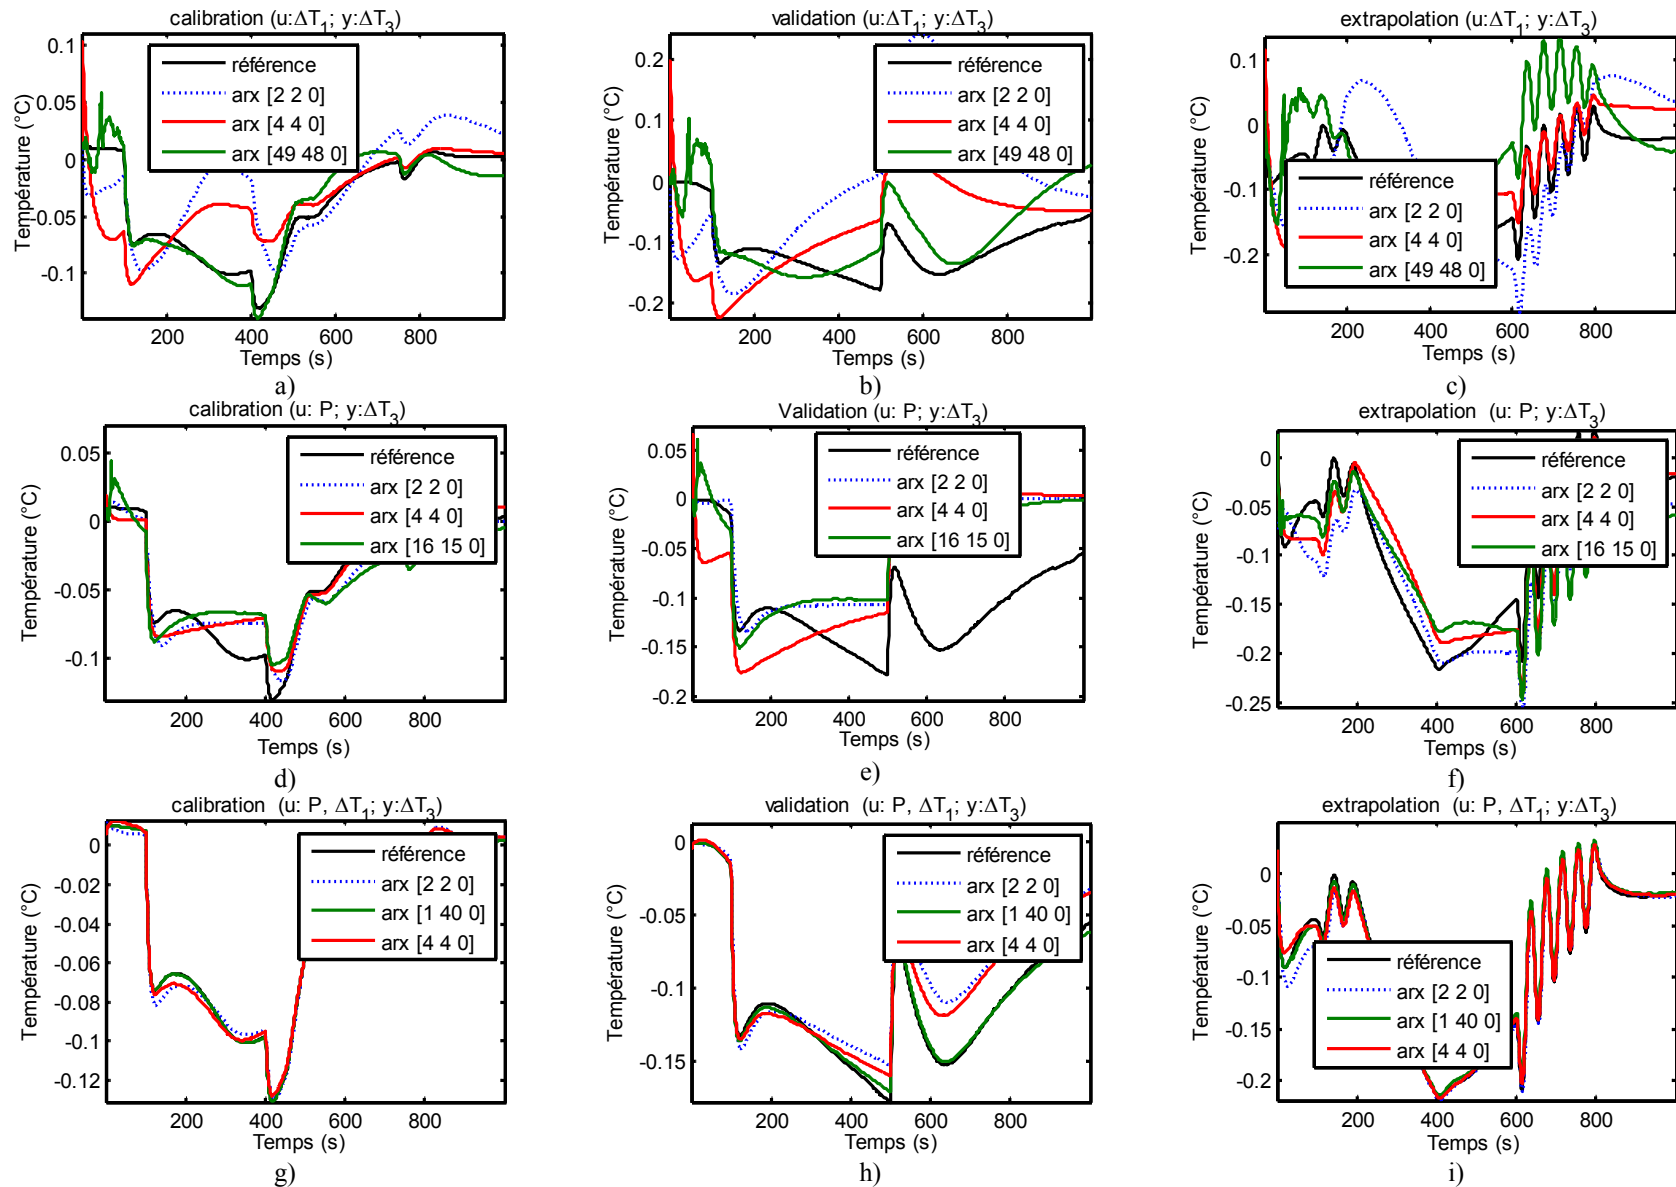 calibration (u:ΔT1; y:ΔT3)
Température (°C)
0.1
0.05
0
-0.05
-0.1
référence
arx [2 2 0]
arx [4 4 0]
arx [49 48 0]
200 400 600 800
Temps (s)
a)
validation (u:ΔT1; y:ΔT3)
Température (°C)
0.2
0.1
0
-0.1
-0.2
référence
arx [2 2 0]
arx [4 4 0]
arx [49 48 0]
200 400 600 800
Temps (s)
b)
extrapolation (u:ΔT1; y:ΔT3)
Température (°C)
0.1
0
-0.1
-0.2
référence
arx [2 2 0]
arx [4 4 0]
arx [49 48 0]
200 400 600 800
Temps (s)
c)
calibration (u: P; y:ΔT3)
Température (°C)
0.05
0
-0.05
-0.1
référence
arx [2 2 0]
arx [4 4 0]
arx [16 15 0]
200 400 600 800
Temps (s)
d)
Validation (u: P; y:ΔT3)
Température (°C)
0.05
0
-0.05
-0.1
-0.15
-0.2
référence
arx [2 2 0]
arx [4 4 0]
arx [16 15 0]
200 400 600 800
Temps (s)
e)
extrapolation (u: P; y:ΔT3)
Température (°C)
0
-0.05
-0.1
-0.15
-0.2
-0.25
référence
arx [2 2 0]
arx [4 4 0]
arx [16 15 0]
200 400 600 800
Temps (s)
f)
calibration (u: P, ΔT1; y:ΔT3)
Température (°C)
0
-0.02
-0.04
-0.06
-0.08
-0.1
-0.12
référence
arx [2 2 0]
arx [1 40 0]
arx [4 4 0]
200 400 600 800
Temps (s)
g)
validation (u: P, ΔT1; y:ΔT3)
Température (°C)
0
-0.05
-0.1
-0.15
référence
arx [2 2 0]
arx [1 40 0]
arx [4 4 0]
200 400 600 800
Temps (s)
h)
extrapolation (u: P, ΔT1; y:ΔT3)
Température (°C)
0
-0.05
-0.1
-0.15
-0.2
référence
arx [2 2 0]
arx [1 40 0]
arx [4 4 0]
200 400 600 800
Temps (s)
i)